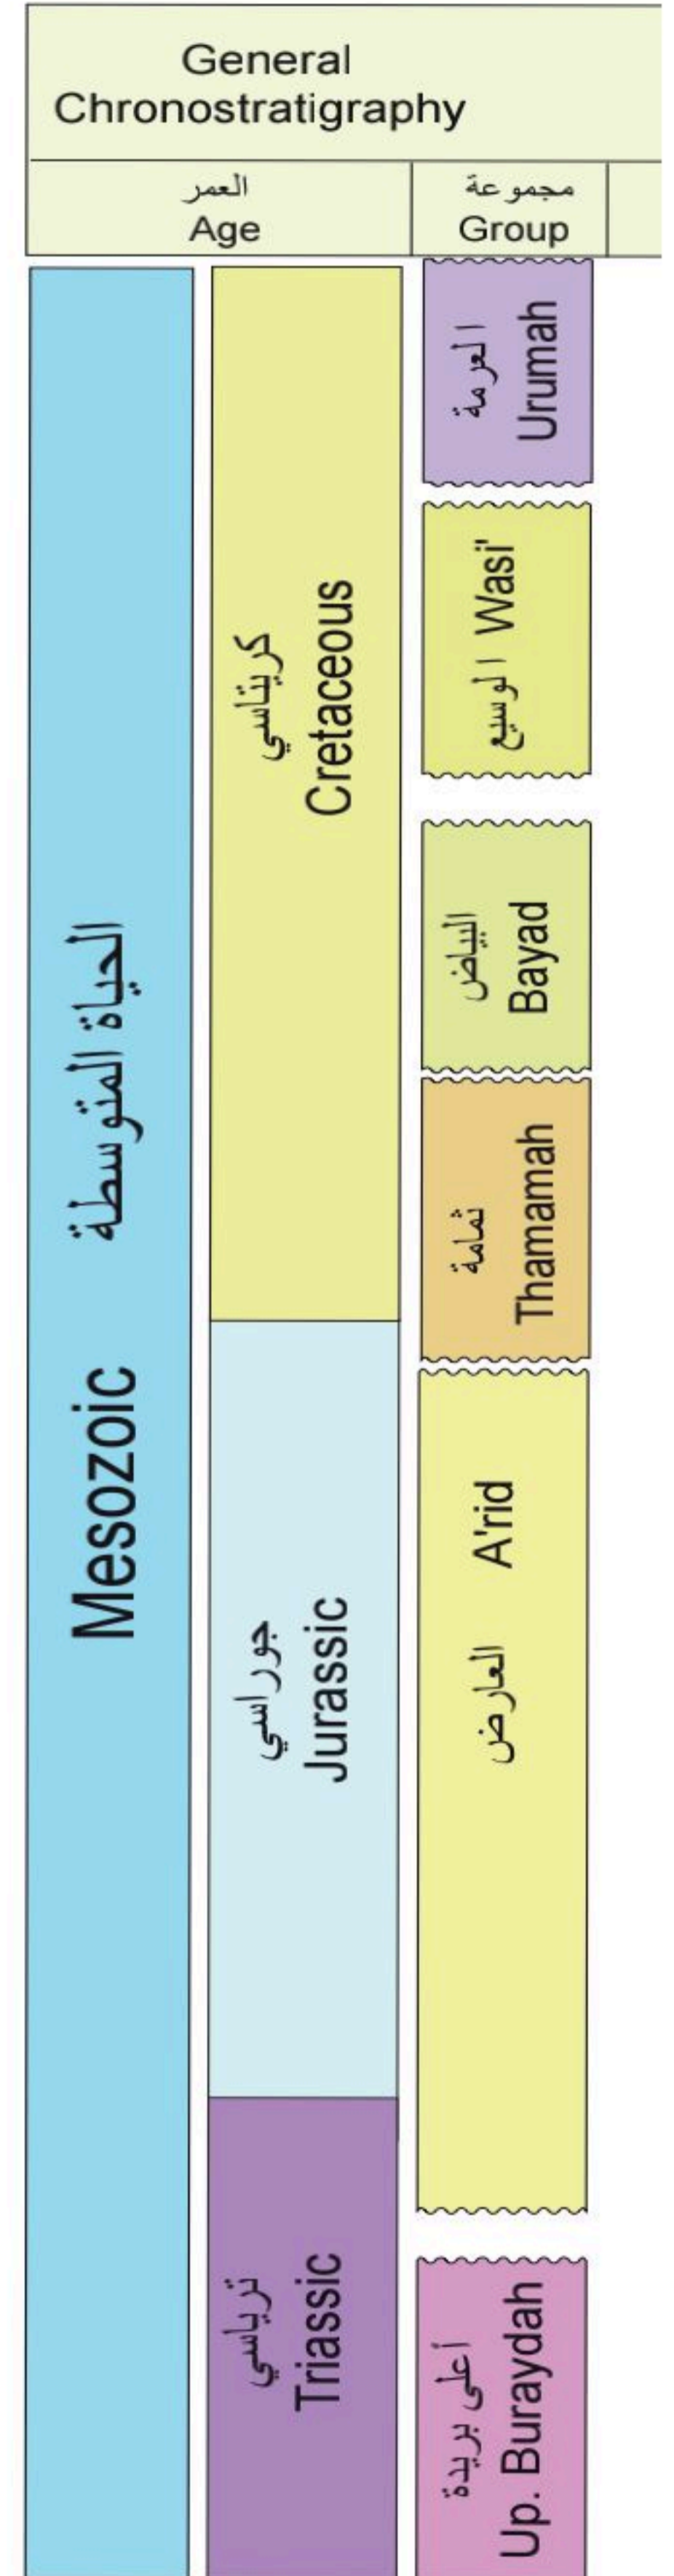 General
Chronostratigraphy
العمر
Age
مجموعة
Group
الحياة المتوسطة
Mesozoic
كريتاسي
Cretaceous
جوراسي
Jurassic
ترياسي
Triassic
العرمة
Urumah
الوسيع Wasi'
البياض
Bayad
ثمامة
Thamamah
العارض A'rid
أعلى بريدة
Up. Buraydah